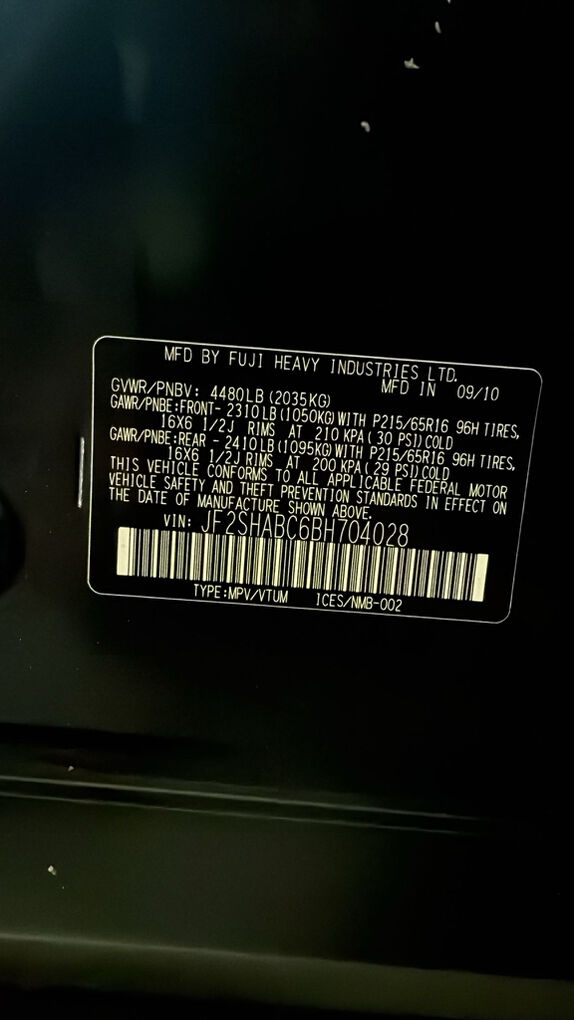 MFD BY FUJI HEAVY INDUSTRIES LTD.
MFD IN 09/10
GVWR/PNBV: 4480LB(2035KG)
GAWR/PNBE:FRONT- 2310LB(1050KG)WITH P215/65R16 96H TIRES,
16X6 1/2J RIMS AT 210 KPA( 30 PSI)COLD
GAWR/PNBE:REAR - 2410LB(1095KG)WITH P215/65R16 96H TIRES,
16X6 1/2J RIMS AT 200 KPA( 29 PSI)COLD
THIS VEHICLE CONFORMS TO ALL APPLICABLE FEDERAL MOTOR
VEHICLE SAFETY AND THEFT PREVENTION STANDARDS IN EFFECT ON
THE DATE OF MANUFACTURE SHOWN ABOVE.
VIN: JF2SHABC6BH704028
TYPE:MPV/VTUM ICES/NMB-002